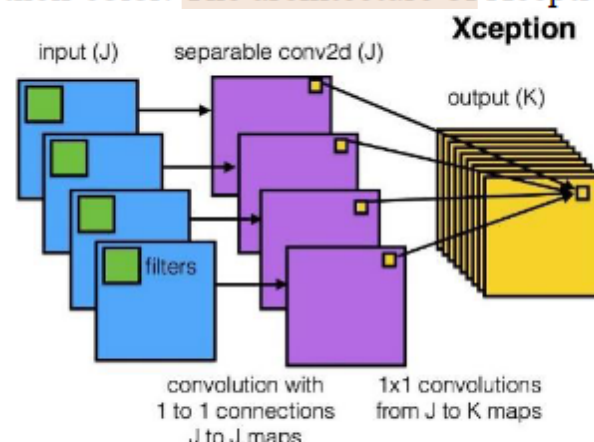 Xception
input (J)
separable conv2d (J)
output (K)
filters
convolution with
1 to 1 connections
J to J maps
1x1 convolutions
from J to K maps